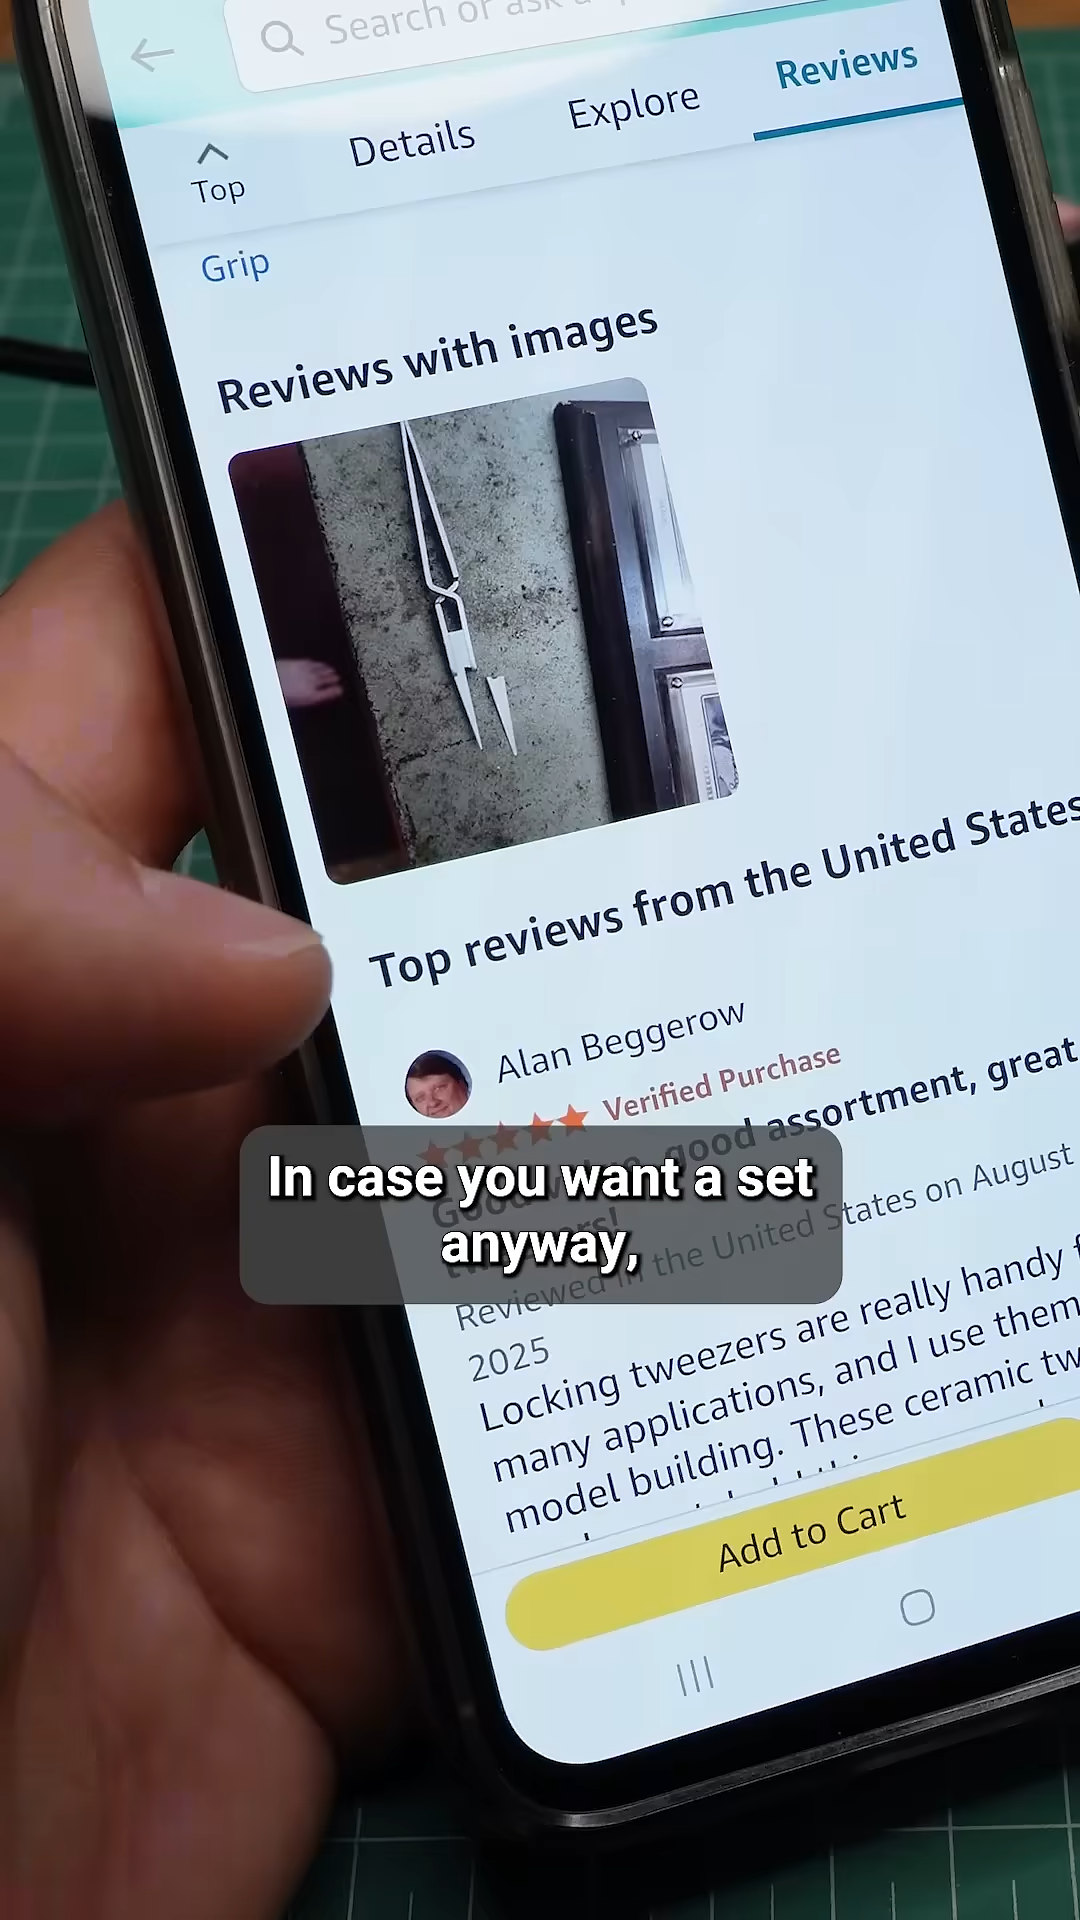 Search or ask a
Top
Details
Explore
Reviews
Grip
Reviews with images
Top reviews from the United States
Alan Beggerow
Verified Purchase
good assortment, great
In case you want a set
anyway,
Reviewed in the United States on August
2025
Locking tweezers are really handy
many applications, and I use them
model building. These ceramic
Add to Cart